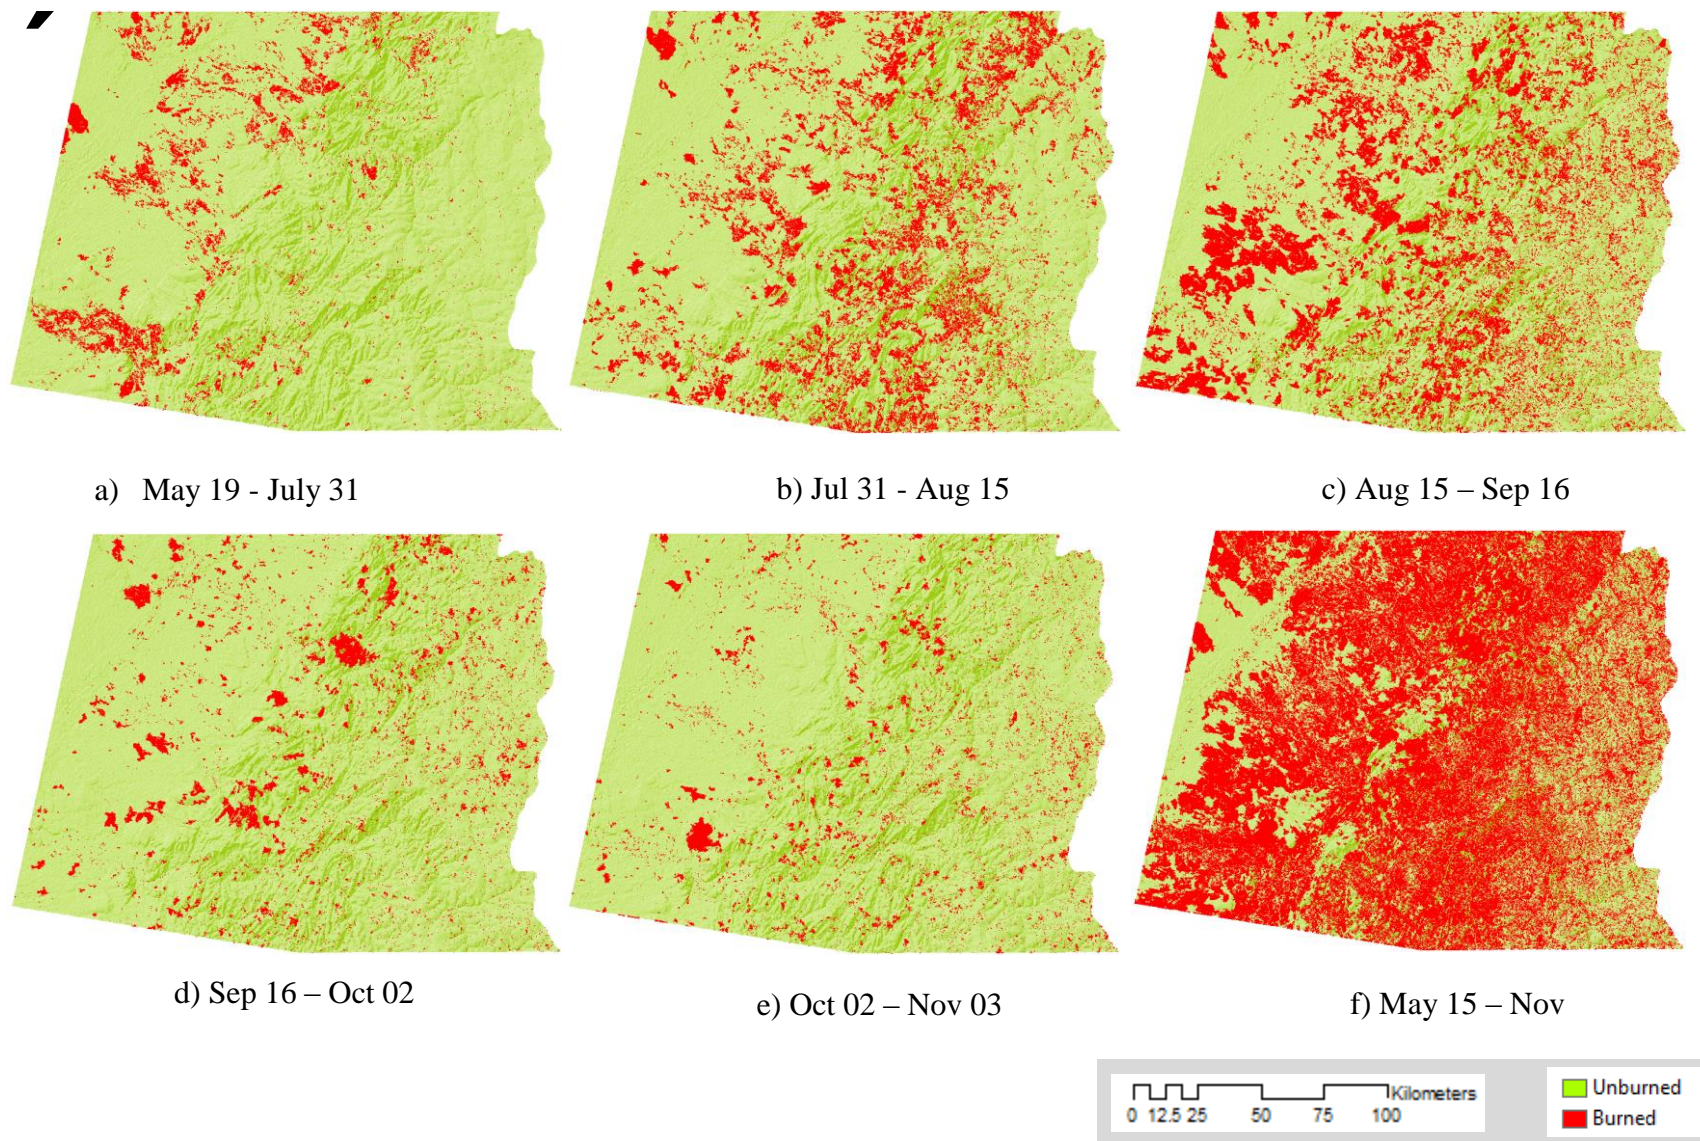 a) May 19 - July 31
b) Jul 31 - Aug 15
c) Aug 15 – Sep 16
d) Sep 16 – Oct 02
e) Oct 02 – Nov 03
f) May 15 – Nov
Kilometers
0 12.5 25 50 75 100
Unburned
Burned